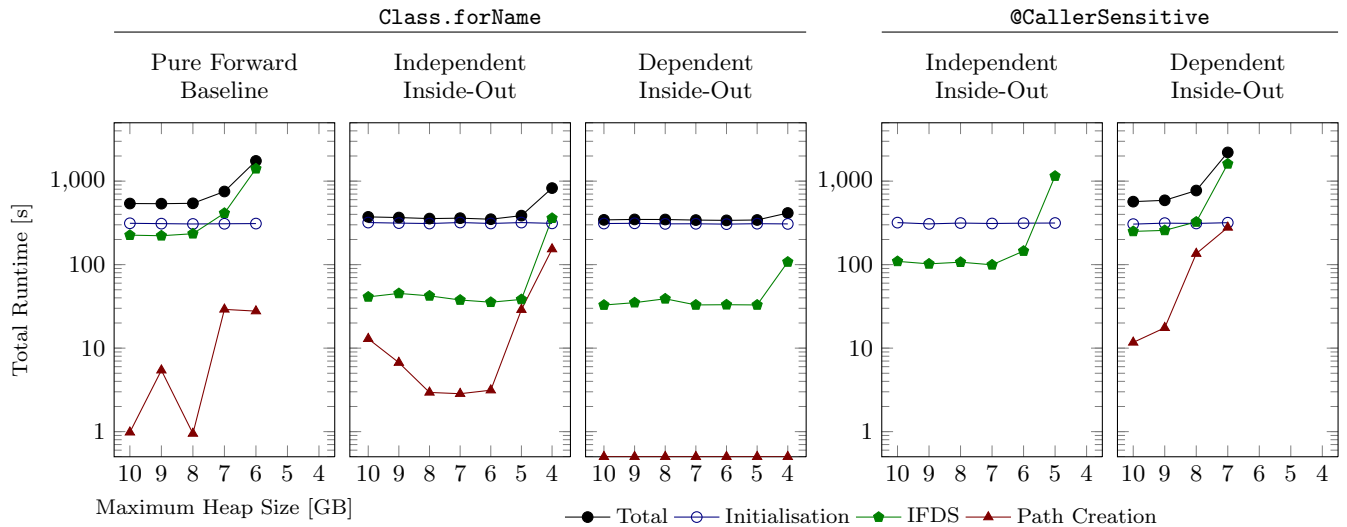 Class.forName
@CallerSensitive
Pure Forward
Baseline
Independent
Inside-Out
Dependent
Inside-Out
Independent
Inside-Out
Dependent
Inside-Out
Total Runtime [s]
1,000
100
10
1
1,000
100
10
1
10 9 8 7 6 5 4
10 9 8 7 6 5 4
10 9 8 7 6 5 4
10 9 8 7 6 5 4
10 9 8 7 6 5 4
Maximum Heap Size [GB]
Total Initialisation IFDS Path Creation